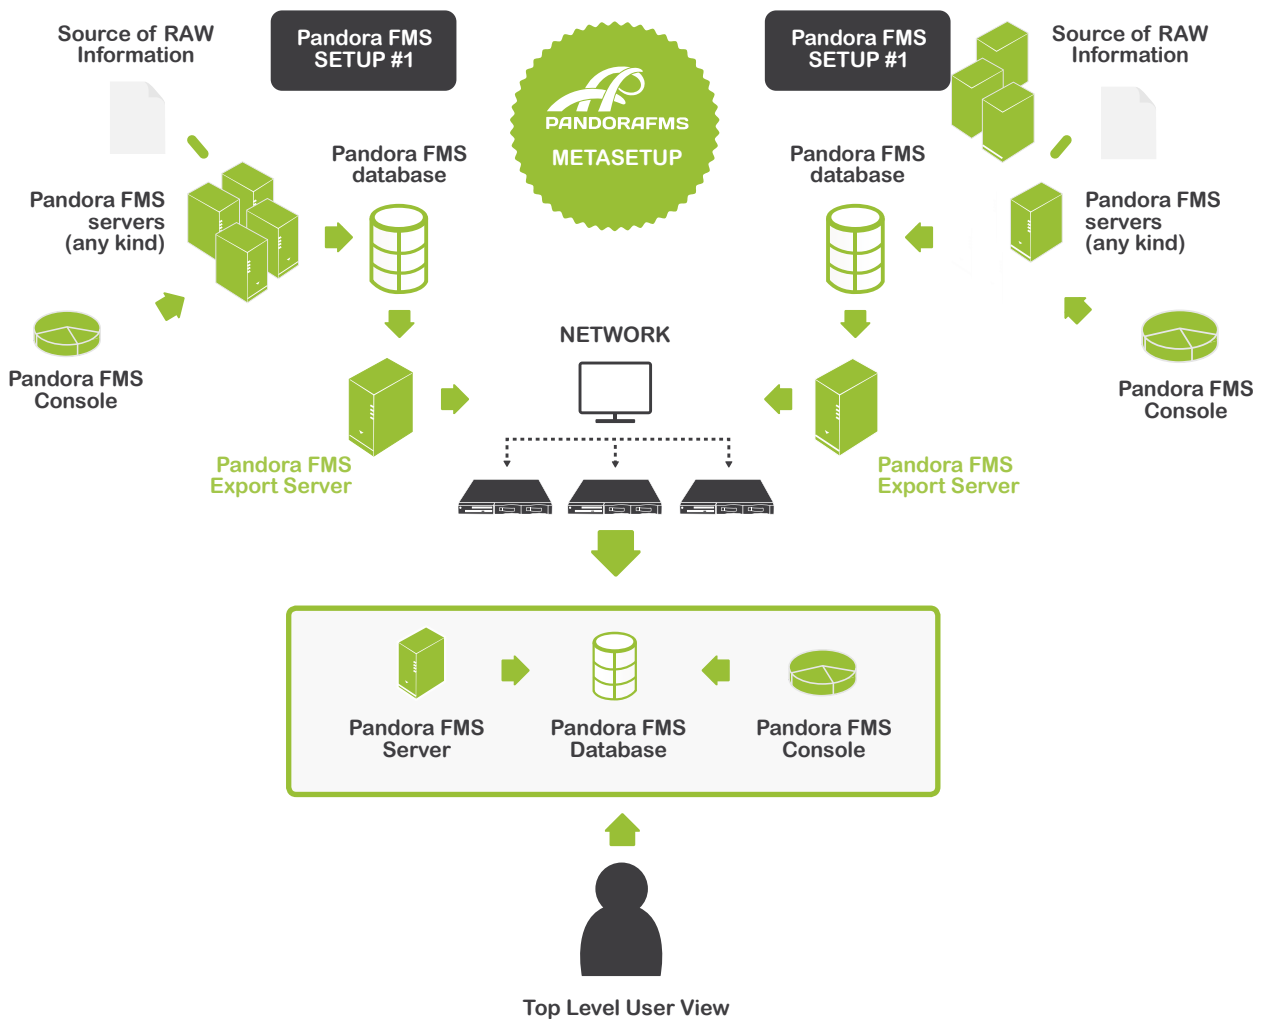 Source of RAW
Information
Pandora FMS
SETUP #1
PANDORAFMS
METASETUP
Pandora FMS
SETUP #1
Source of RAW
Information
Pandora FMS
database
Pandora FMS
database
Pandora FMS
servers
(any kind)
Pandora FMS
servers
(any kind)
NETWORK
Pandora FMS
Console
Pandora FMS
Console
Pandora FMS
Export Server
Pandora FMS
Export Server
Pandora FMS
Server
Pandora FMS
Database
Pandora FMS
Console
Top Level User View